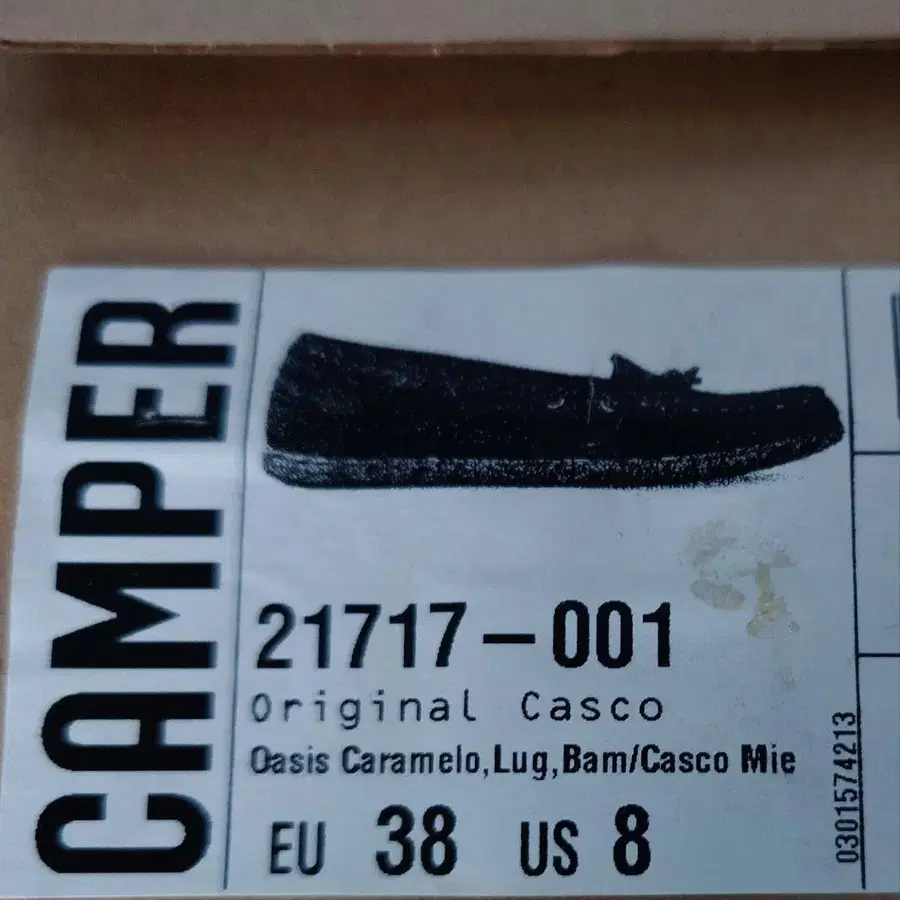 CAMPER
21717-001
Original Casco
Oasis Caramelo,Lug,Bam/Casco Mie
EU 38 US 8
0301574213